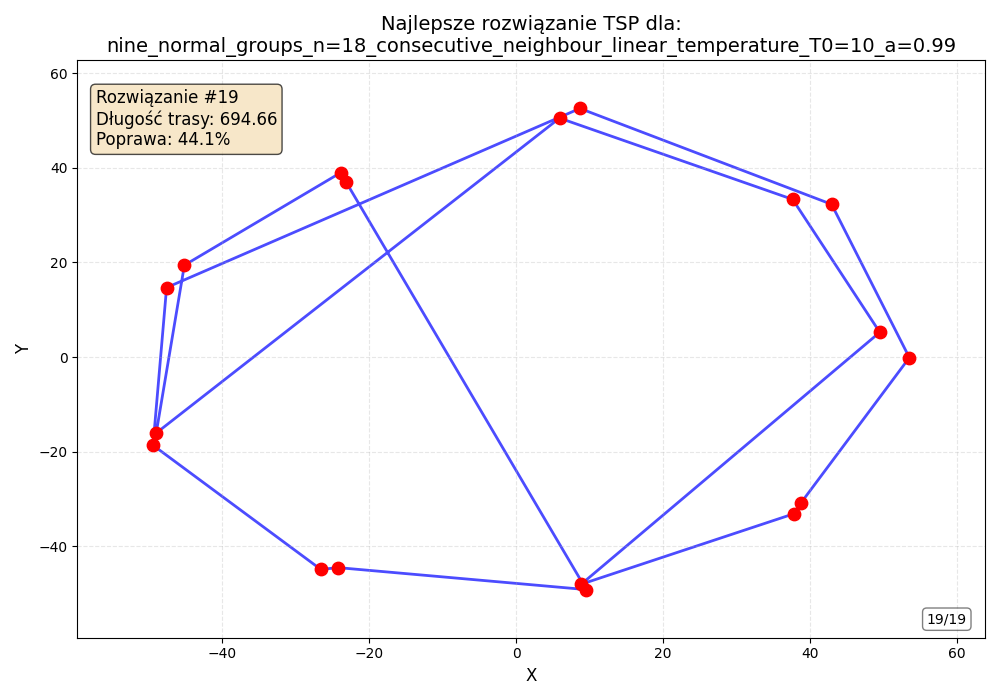 Najlepsze rozwiązanie TSP dla:
nine_normal_groups_n=18_consecutive_neighbour_linear_temperature_T0=10_a=0.99
Rozwiązanie #19
Długość trasy: 694.66
Poprawa: 44.1%
60
40
20
0
−20
−40
Y
19/19
−40
−20
0
20
40
60
X